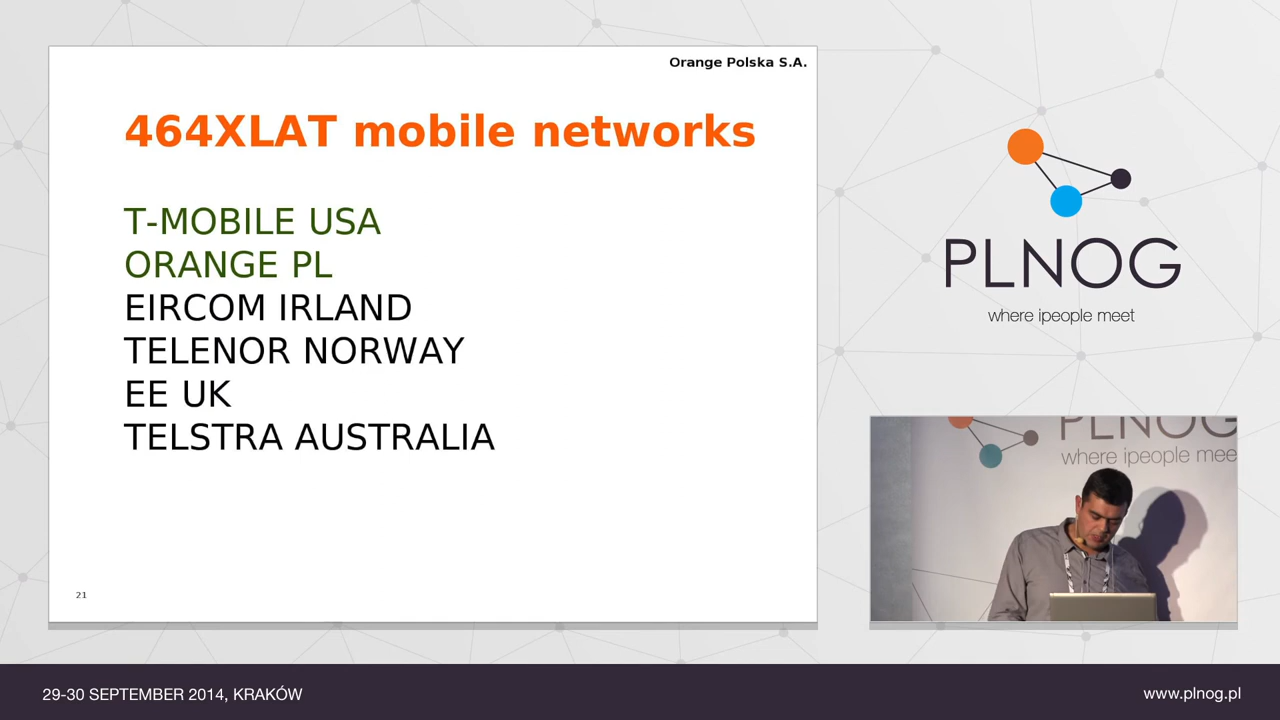 Orange Polska S.A.
464XLAT mobile networks
T-MOBILE USA
ORANGE PL
EIRCOM IRLAND
TELENOR NORWAY
EE UK
TELSTRA AUSTRALIA
21
PLNOG
where ipeople meet
PLNOG
where ipeople mee
29-30 SEPTEMBER 2014, KRAKÓW
www.plnog.pl